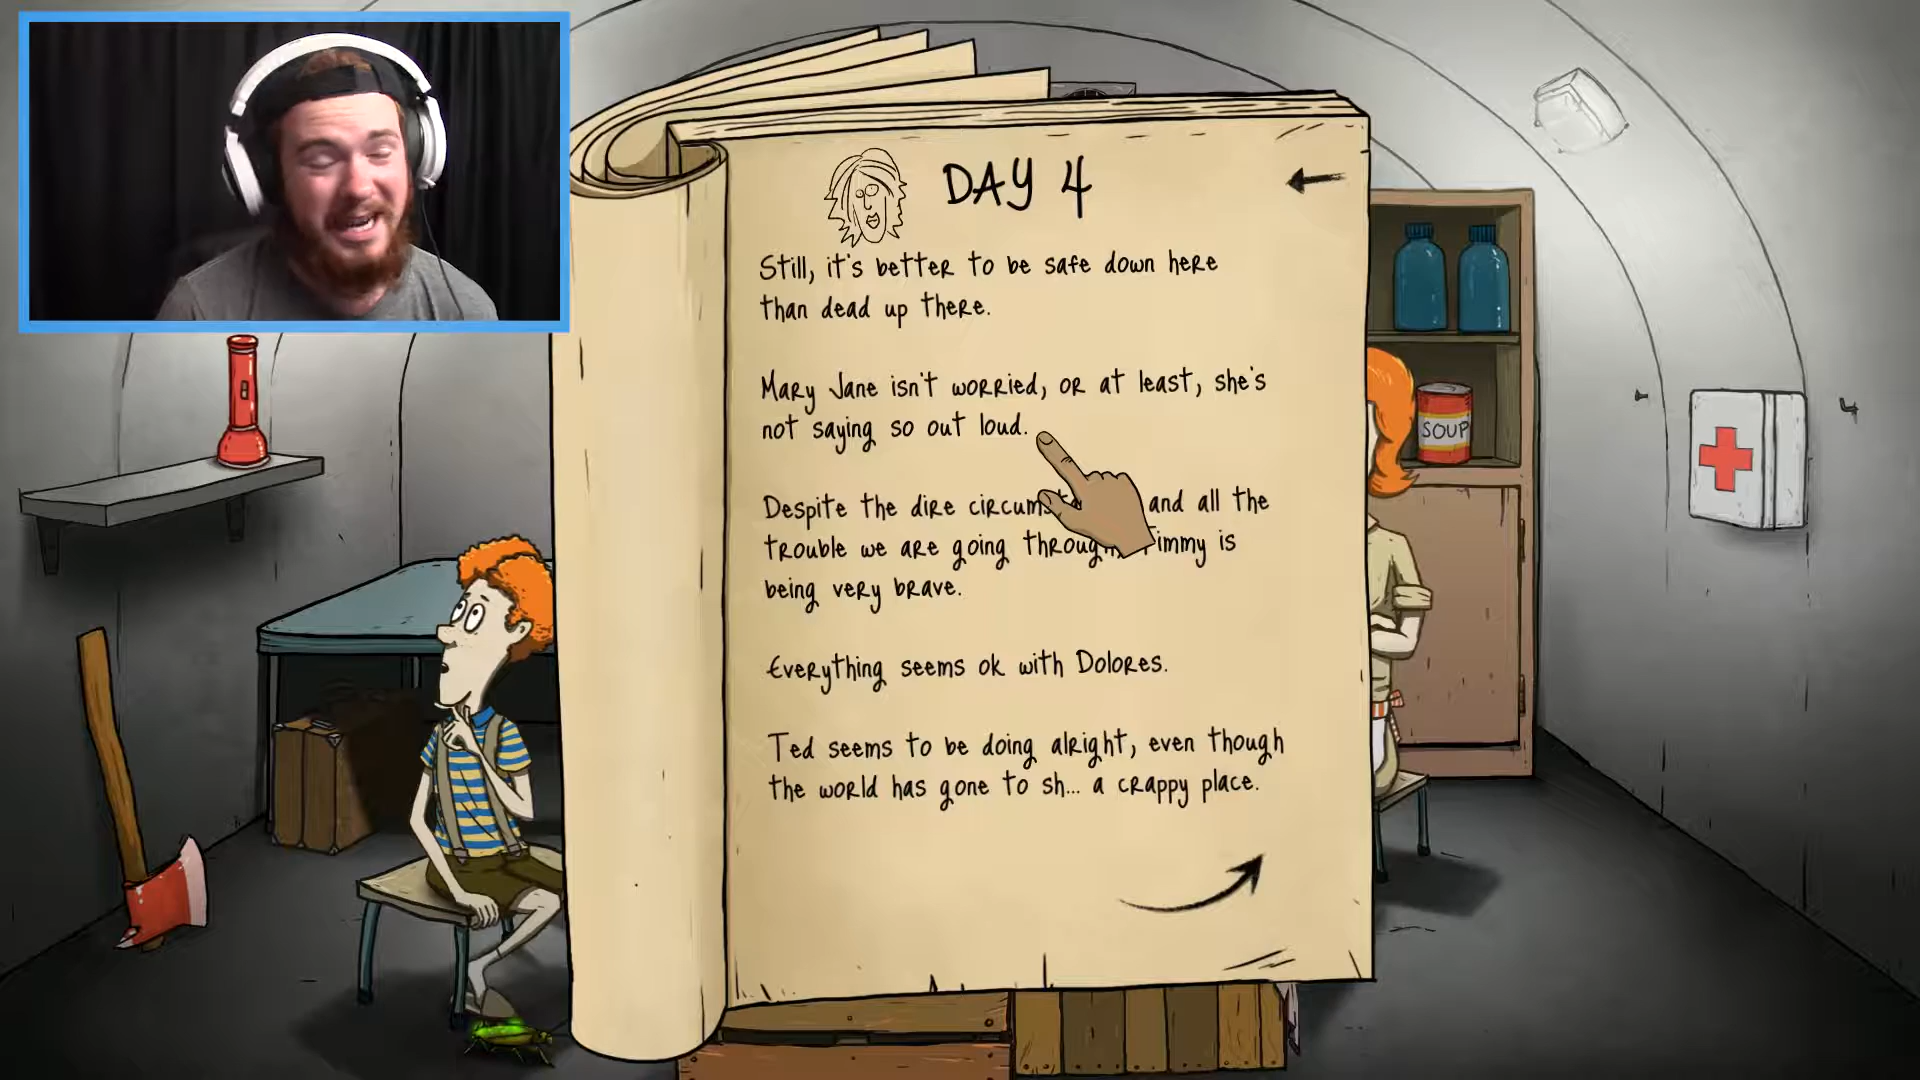 DAY 4
Still, it's better to be safe down here
than dead up there.
Mary Jane isn't worried, or at least, she's
not saying so out loud.
Despite the dire and all the
trouble we are going Timmy is
being very brave.
Everything seems ok with Dolores.
Ted seems to be doing alright, even though
the world has gone to sh... a crappy place.
SOUP